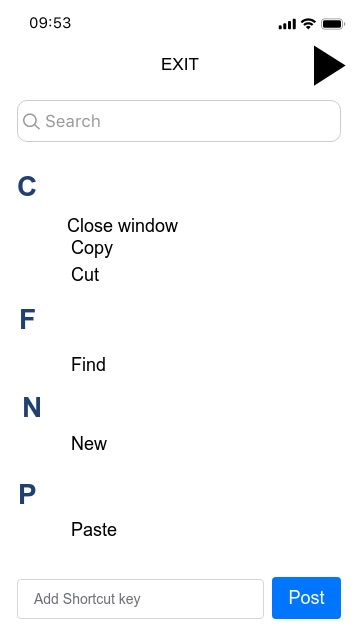 09:53
EXIT
Search
C
Close window
Copy
Cut
F
Find
N
New
P
Paste
Add Shortcut key
Post